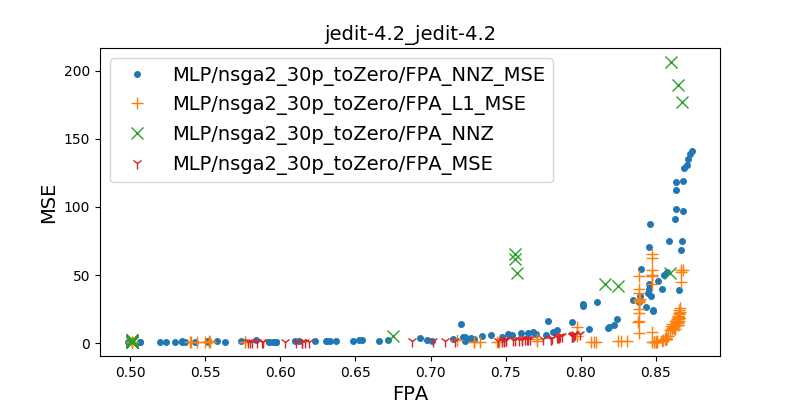 jedit-4.2_jedit-4.2
MLP/nsga2_30p_toZero/FPA_NNZ_MSE
MLP/nsga2_30p_toZero/FPA_L1_MSE
MLP/nsga2_30p_toZero/FPA_NNZ
MLP/nsga2_30p_toZero/FPA_MSE
MSE
200
150
100
50
0
0.50 0.55 0.60 0.65 0.70 0.75 0.80 0.85
FPA